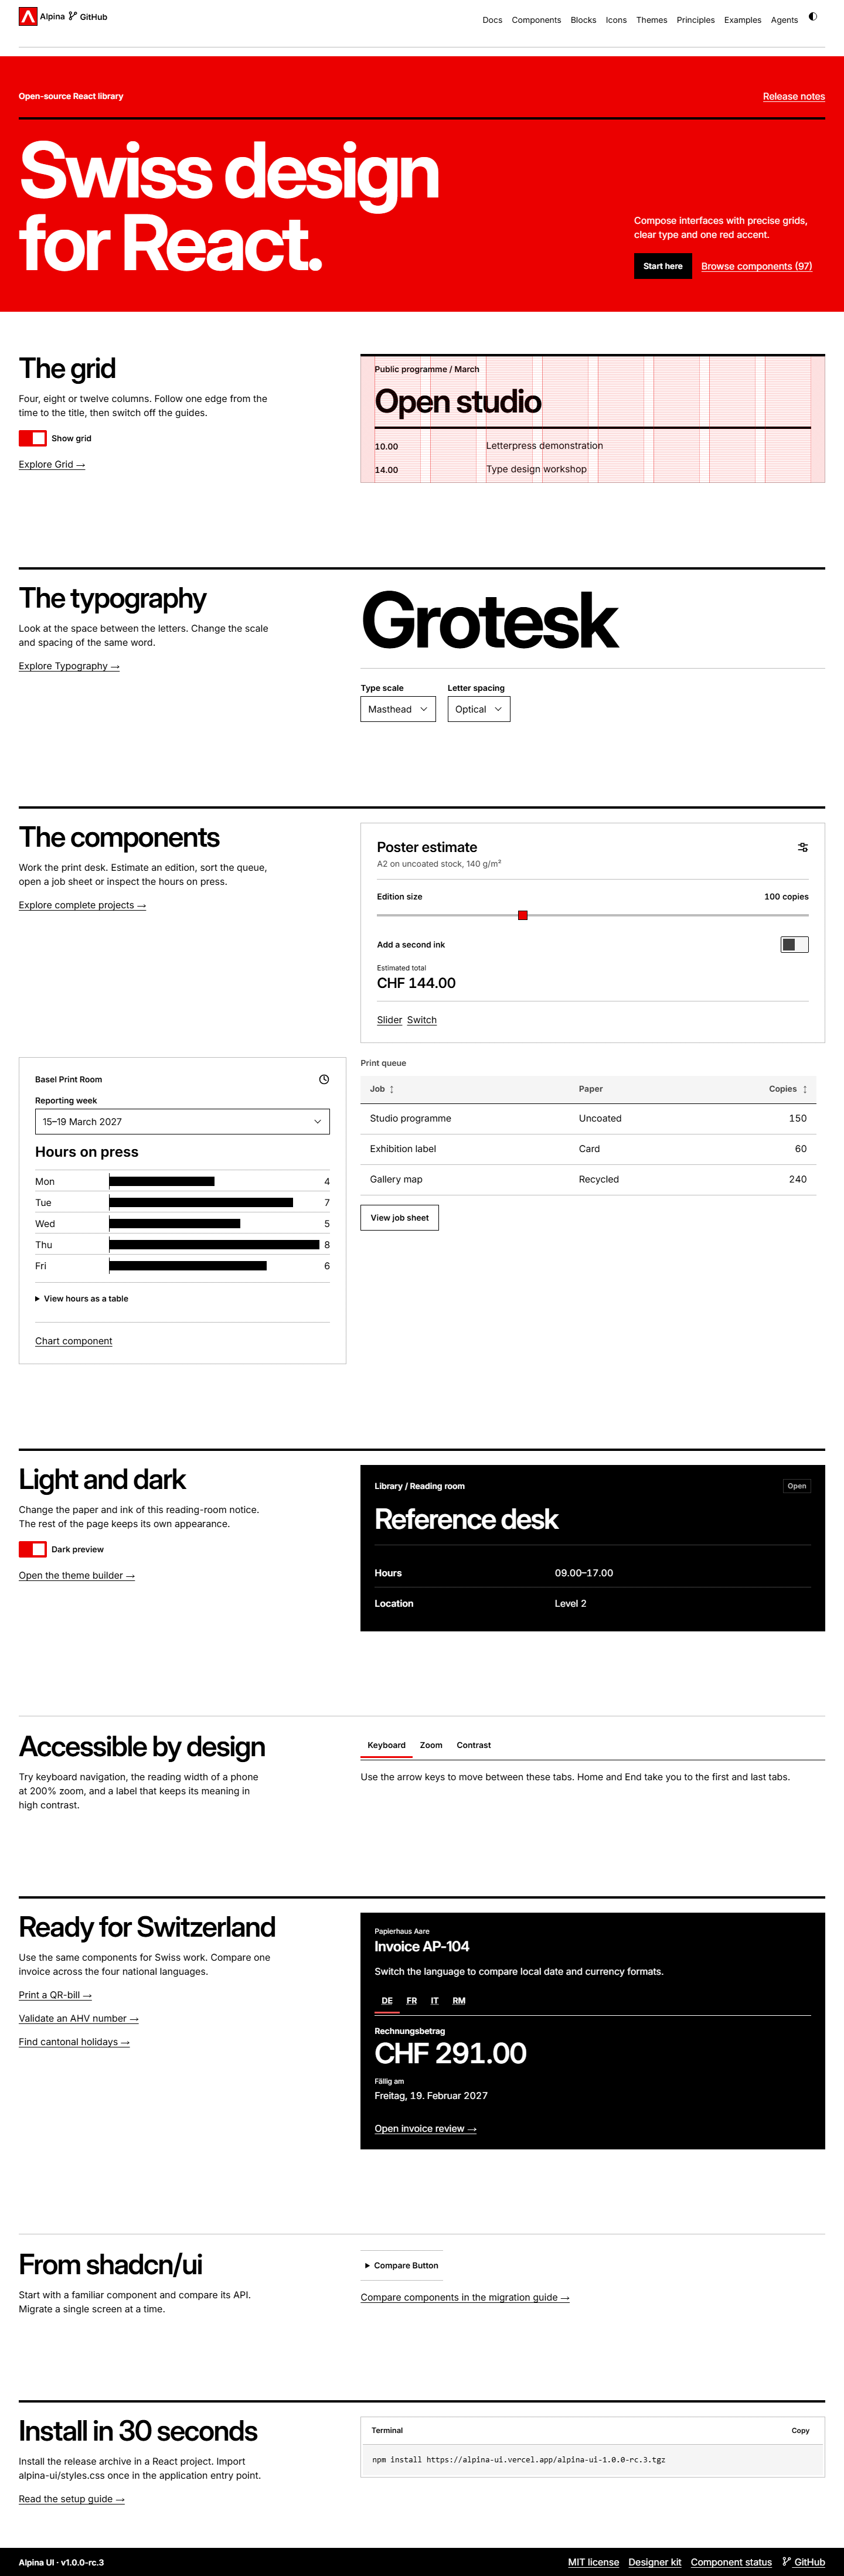 Alpina GitHub
Docs Components Blocks Icons Themes Principles Examples Agents
Open-source React library
Release notes
Swiss design
for React.
Compose interfaces with precise grids,
clear type and one red accent.
Start here
Browse components (97)
The grid
Four, eight or twelve columns. Follow one edge from the
time to the title, then switch off the guides.
Show grid
Explore Grid →
Public programme / March
Open studio
10.00 Letterpress demonstration
14.00 Type design workshop
The typography
Look at the space between the letters. Change the scale
and spacing of the same word.
Explore Typography →
Grotesk
Type scale Letter spacing
Masthead Optical
The components
Work the print desk. Estimate an edition, sort the queue,
open a job sheet or inspect the hours on press.
Explore complete projects →
Poster estimate
A2 on uncoated stock, 140 g/m²
Edition size 100 copies
Add a second ink
Estimated total
CHF 144.00
Slider Switch
Basel Print Room
Reporting week
15–19 March 2027
Hours on press
Mon 4
Tue 7
Wed 5
Thu 8
Fri 6
View hours as a table
Chart component
Print queue
Job ↕ Paper Copies ↕
Studio programme Uncoated 150
Exhibition label Card 60
Gallery map Recycled 240
View job sheet
Light and dark
Change the paper and ink of this reading-room notice.
The rest of the page keeps its own appearance.
Dark preview
Open the theme builder →
Library / Reading room
Open
Reference desk
Hours 09.00–17.00
Location Level 2
Accessible by design
Try keyboard navigation, the reading width of a phone
at 200% zoom, and a label that keeps its meaning in
high contrast.
Keyboard Zoom Contrast
Use the arrow keys to move between these tabs. Home and End take you to the first and last tabs.
Ready for Switzerland
Use the same components for Swiss work. Compare one
invoice across the four national languages.
Print a QR-bill →
Validate an AHV number →
Find cantonal holidays →
Papierhaus Aare
Invoice AP-104
Switch the language to compare local date and currency formats.
DE FR IT RM
Rechnungsbetrag
CHF 291.00
Fällig am
Freitag, 19. Februar 2027
Open invoice review →
From shadcn/ui
Start with a familiar component and compare its API.
Migrate a single screen at a time.
Compare Button
Compare components in the migration guide →
Install in 30 seconds
Install the release archive in a React project. Import
alpina-ui/styles.css once in the application entry point.
Read the setup guide →
Terminal Copy
npm install https://alpina-ui.vercel.app/alpina-ui-1.0.0-rc.3.tgz
Alpina UI · v1.0.0-rc.3
MIT license Designer kit Component status GitHub